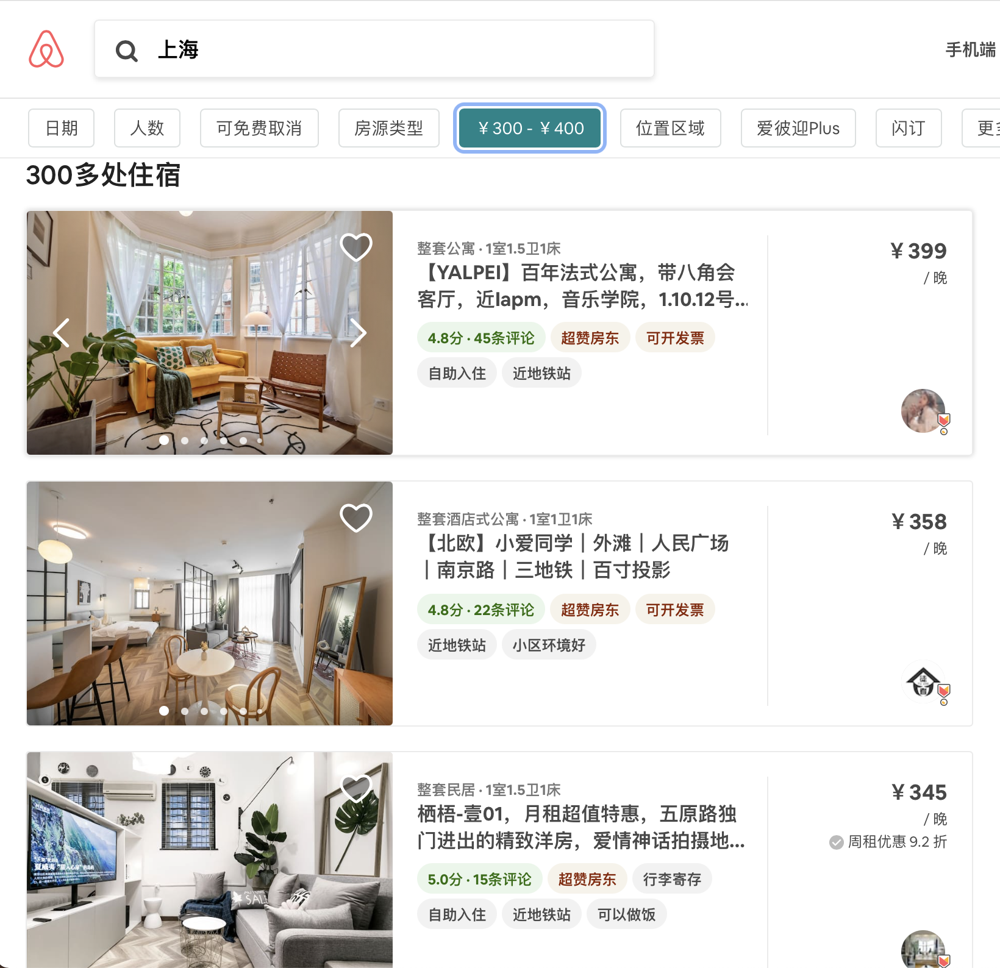 上海
手机端
日期
人数
可免费取消
房源类型
¥300 - ¥400
位置区域
爱彼迎Plus
闪订
300多处住宿
整套公寓 · 1室1.5卫1床
【YALPEI】百年法式公寓，带八角会
客厅，近Iapm，音乐学院，1.10.12号…
4.8分 · 45条评论
超赞房东
可开发票
自助入住
近地铁站
¥399
/ 晚
整套酒店式公寓 · 1室1卫1床
【北欧】小爱同学｜外滩｜人民广场
｜南京路｜三地铁｜百寸投影
4.8分 · 22条评论
超赞房东
可开发票
近地铁站
小区环境好
¥358
/ 晚
整套民居 · 1室1.5卫1床
栖梧-壹01，月租超值特惠，五原路独
门进出的精致洋房，爱情神话拍摄地…
5.0分 · 15条评论
超赞房东
行李寄存
自助入住
近地铁站
可以做饭
¥345
/ 晚
周租优惠 9.2 折
SALE